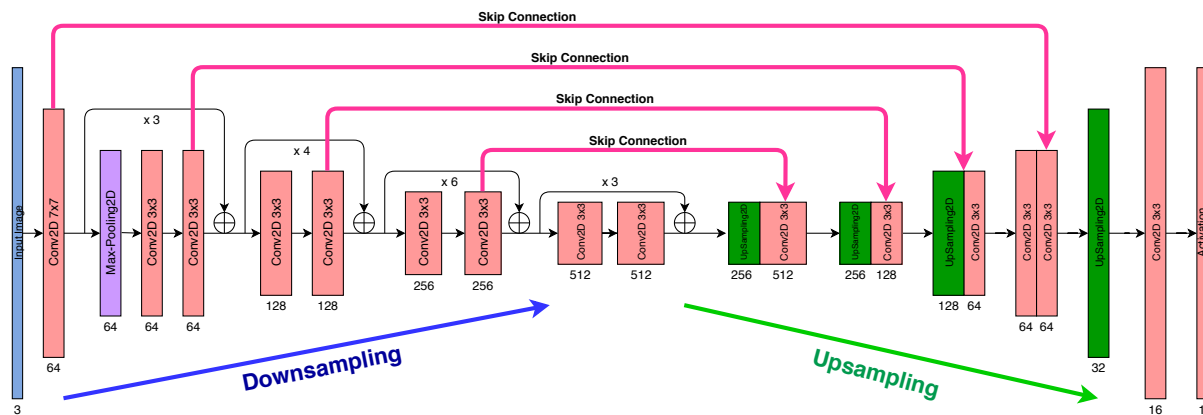 Skip Connection
Skip Connection
Skip Connection
Skip Connection
x 3
x 4
x 6
x 3
Input Image
Conv2D 7x7
Max-Pooling2D
Conv2D 3x3
Conv2D 3x3
Conv2D 3x3
Conv2D 3x3
Conv2D 3x3
Conv2D 3x3
Conv2D 3x3
Conv2D 3x3
UpSampling2D
Conv2D 3x3
UpSampling2D
Conv2D 3x3
UpSampling2D
Conv2D 3x3
Conv2D 3x3
Conv2D 3x3
UpSampling2D
Conv2D 3x3
Activation
3
64
64
64
64
128
128
256
256
512
512
256
512
256
128
128
64
64
64
32
16
1
Downsampling
Upsampling